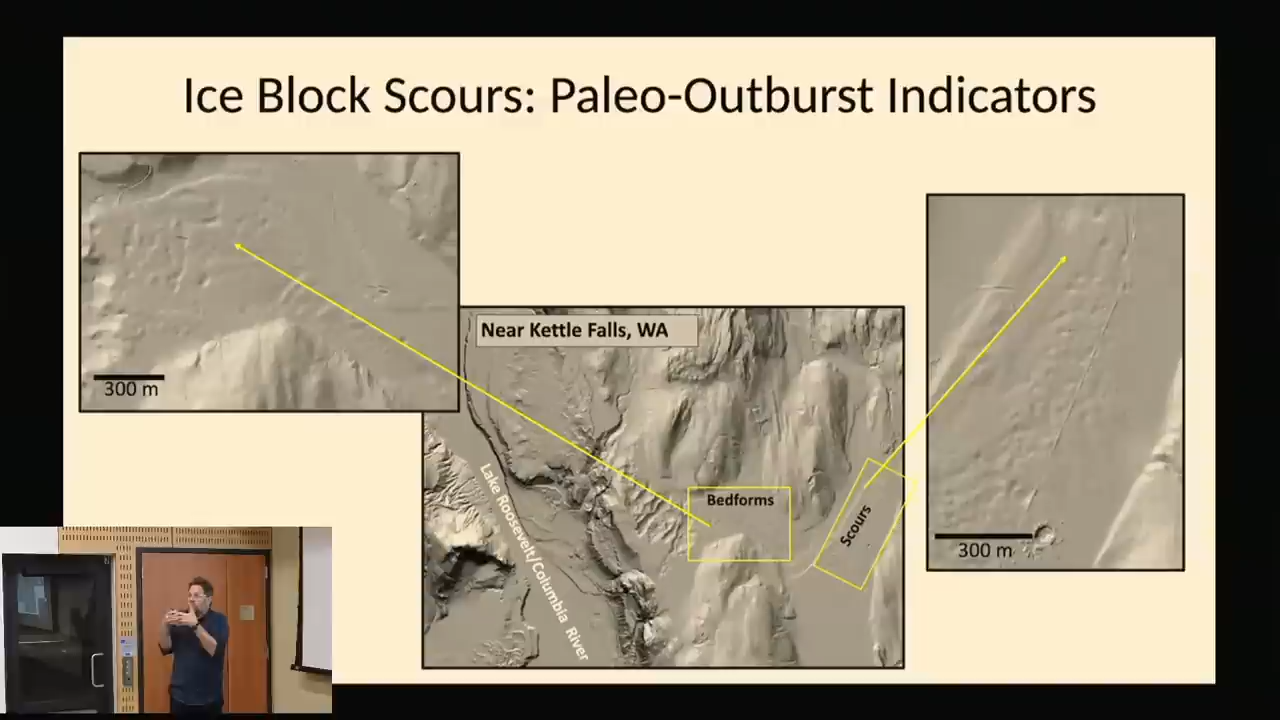 Ice Block Scours: Paleo-Outburst Indicators
300 m
Near Kettle Falls, WA
Lake Roosevelt/Columbia River
Bedforms
Scours
300 m